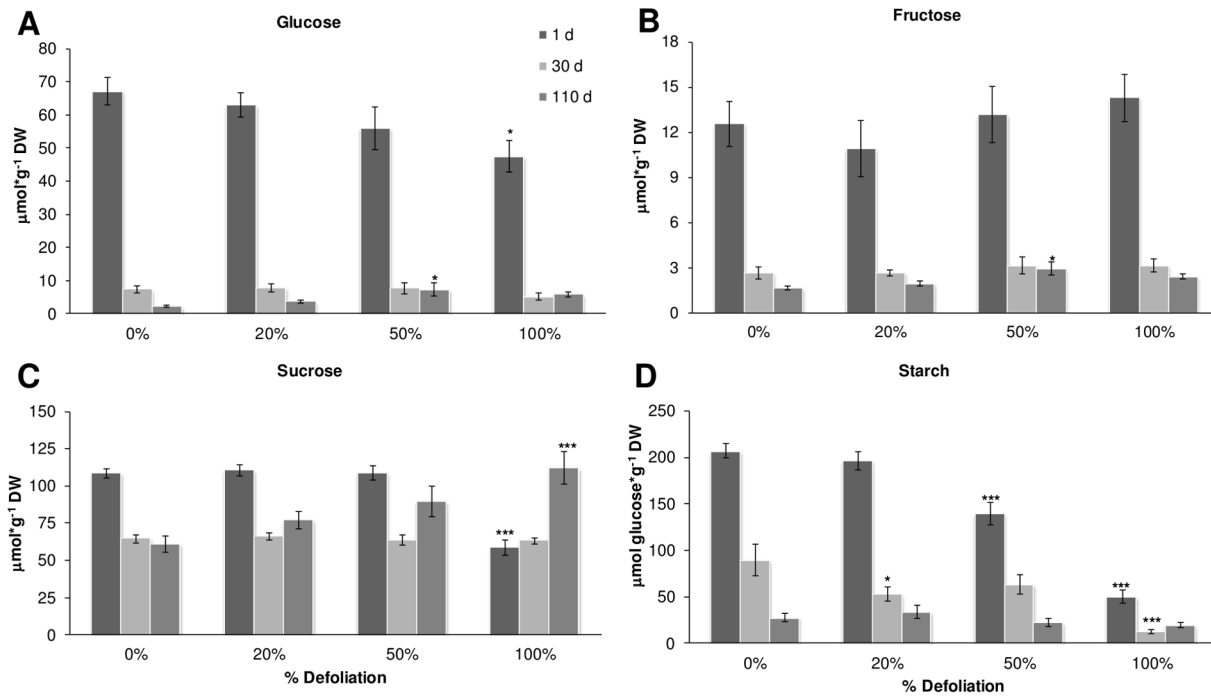 A
Glucose
1 d
30 d
110 d
80
70
60
50
40
30
20
10
0
µmol*g⁻¹ DW
*
*
0% 20% 50% 100%
B
Fructose
18
15
12
9
6
3
0
µmol*g⁻¹ DW
*
0% 20% 50% 100%
C
Sucrose
150
125
100
75
50
25
0
µmol*g⁻¹ DW
***
***
0% 20% 50% 100%
% Defoliation
D
Starch
250
200
150
100
50
0
µmol glucose*g⁻¹ DW
*
***
***
***
0% 20% 50% 100%
% Defoliation